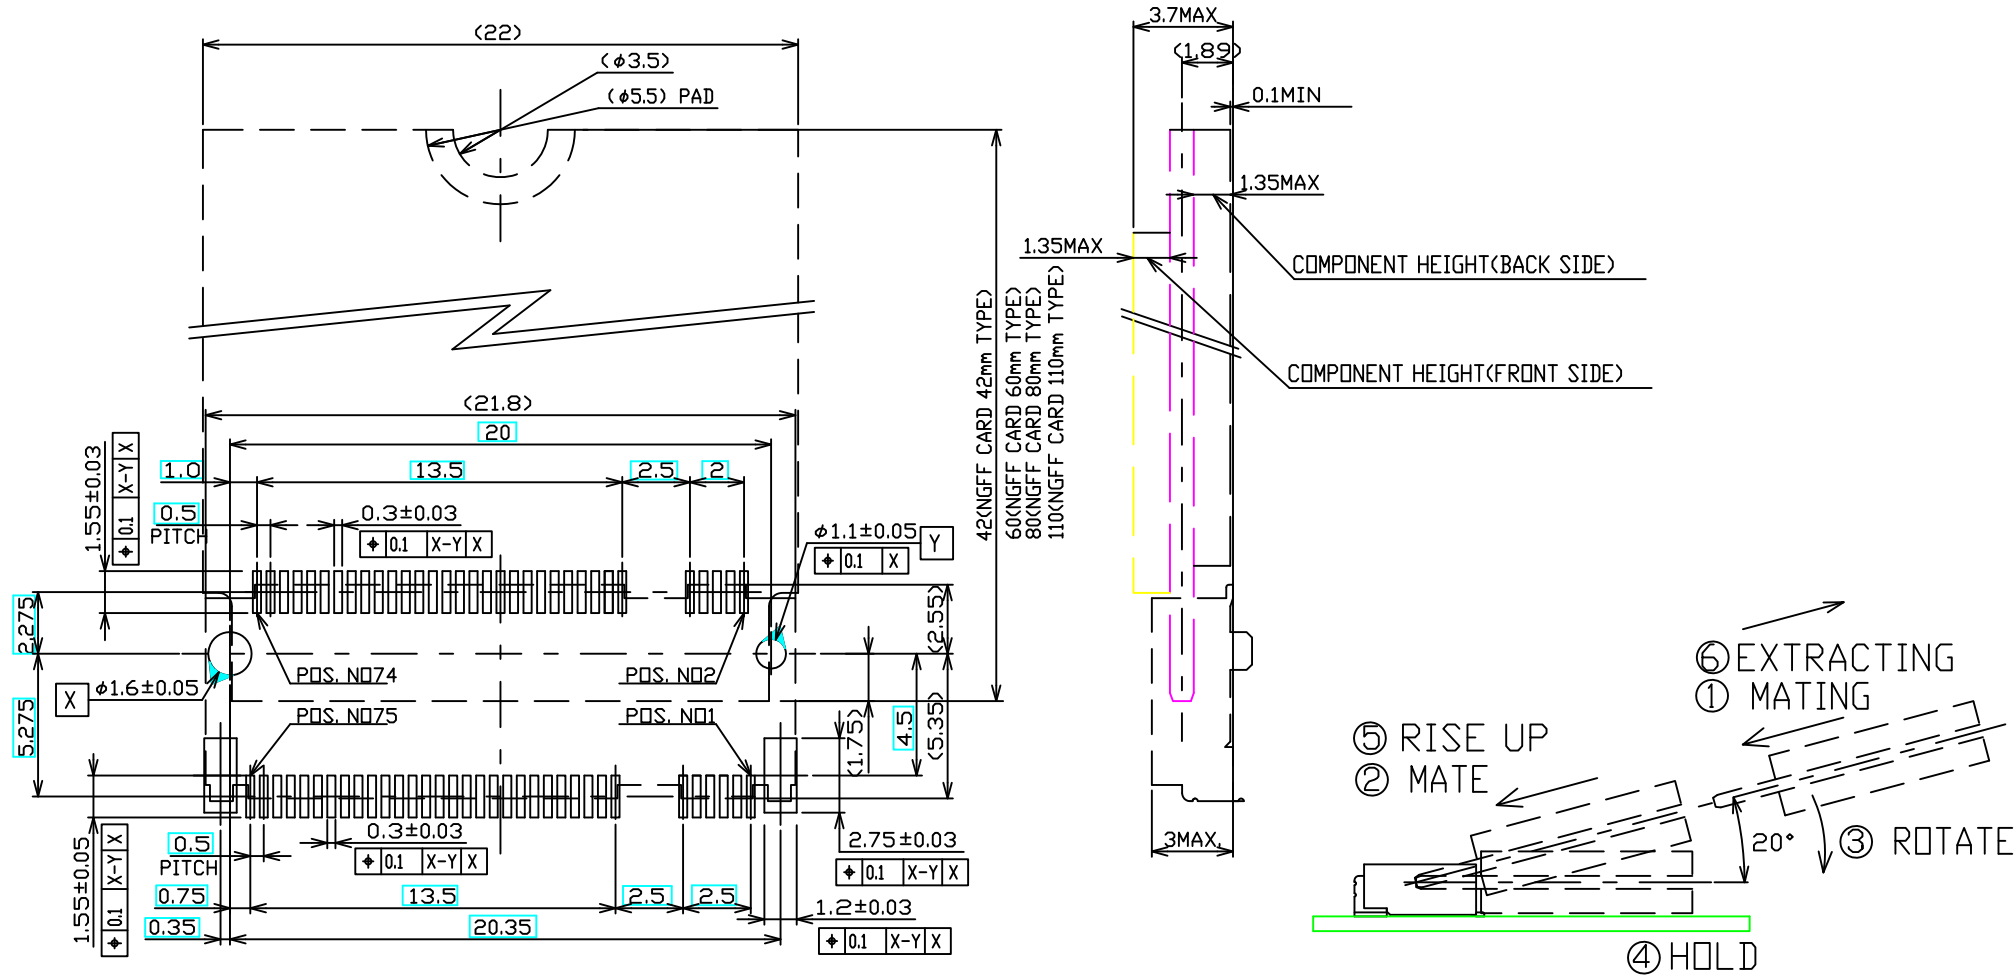 (22)
(ϕ3.5)
(ϕ5.5) PAD
3.7MAX
(1.89)
0.1MIN
1.35MAX
1.35MAX
COMPONENT HEIGHT(BACK SIDE)
COMPONENT HEIGHT(FRONT SIDE)
42(NGFF CARD 42mm TYPE)
60(NGFF CARD 60mm TYPE)
80(NGFF CARD 80mm TYPE)
110(NGFF CARD 110mm TYPE)
(21.8)
20
1.0
13.5
2.5
2
1.55±0.03
⌖ 0.1 X-Y X
0.5
PITCH
0.3±0.03
⌖ 0.1 X-Y X
ϕ1.1±0.05
Y
⌖ 0.1 X
2.275
5.275
X
ϕ1.6±0.05
POS. NO74
POS. NO2
POS. NO75
POS. NO1
(2.55)
(1.75)
4.5
(5.35)
1.55±0.05
⌖ 0.1 X-Y X
0.5
PITCH
0.3±0.03
⌖ 0.1 X-Y X
2.75±0.03
⌖ 0.1 X-Y X
0.75
13.5
2.5
2.5
1.2±0.03
⌖ 0.1 X-Y X
0.35
20.35
3MAX.
⑥EXTRACTING
① MATING
⑤ RISE UP
② MATE
20°
③ ROTATE
④HOLD